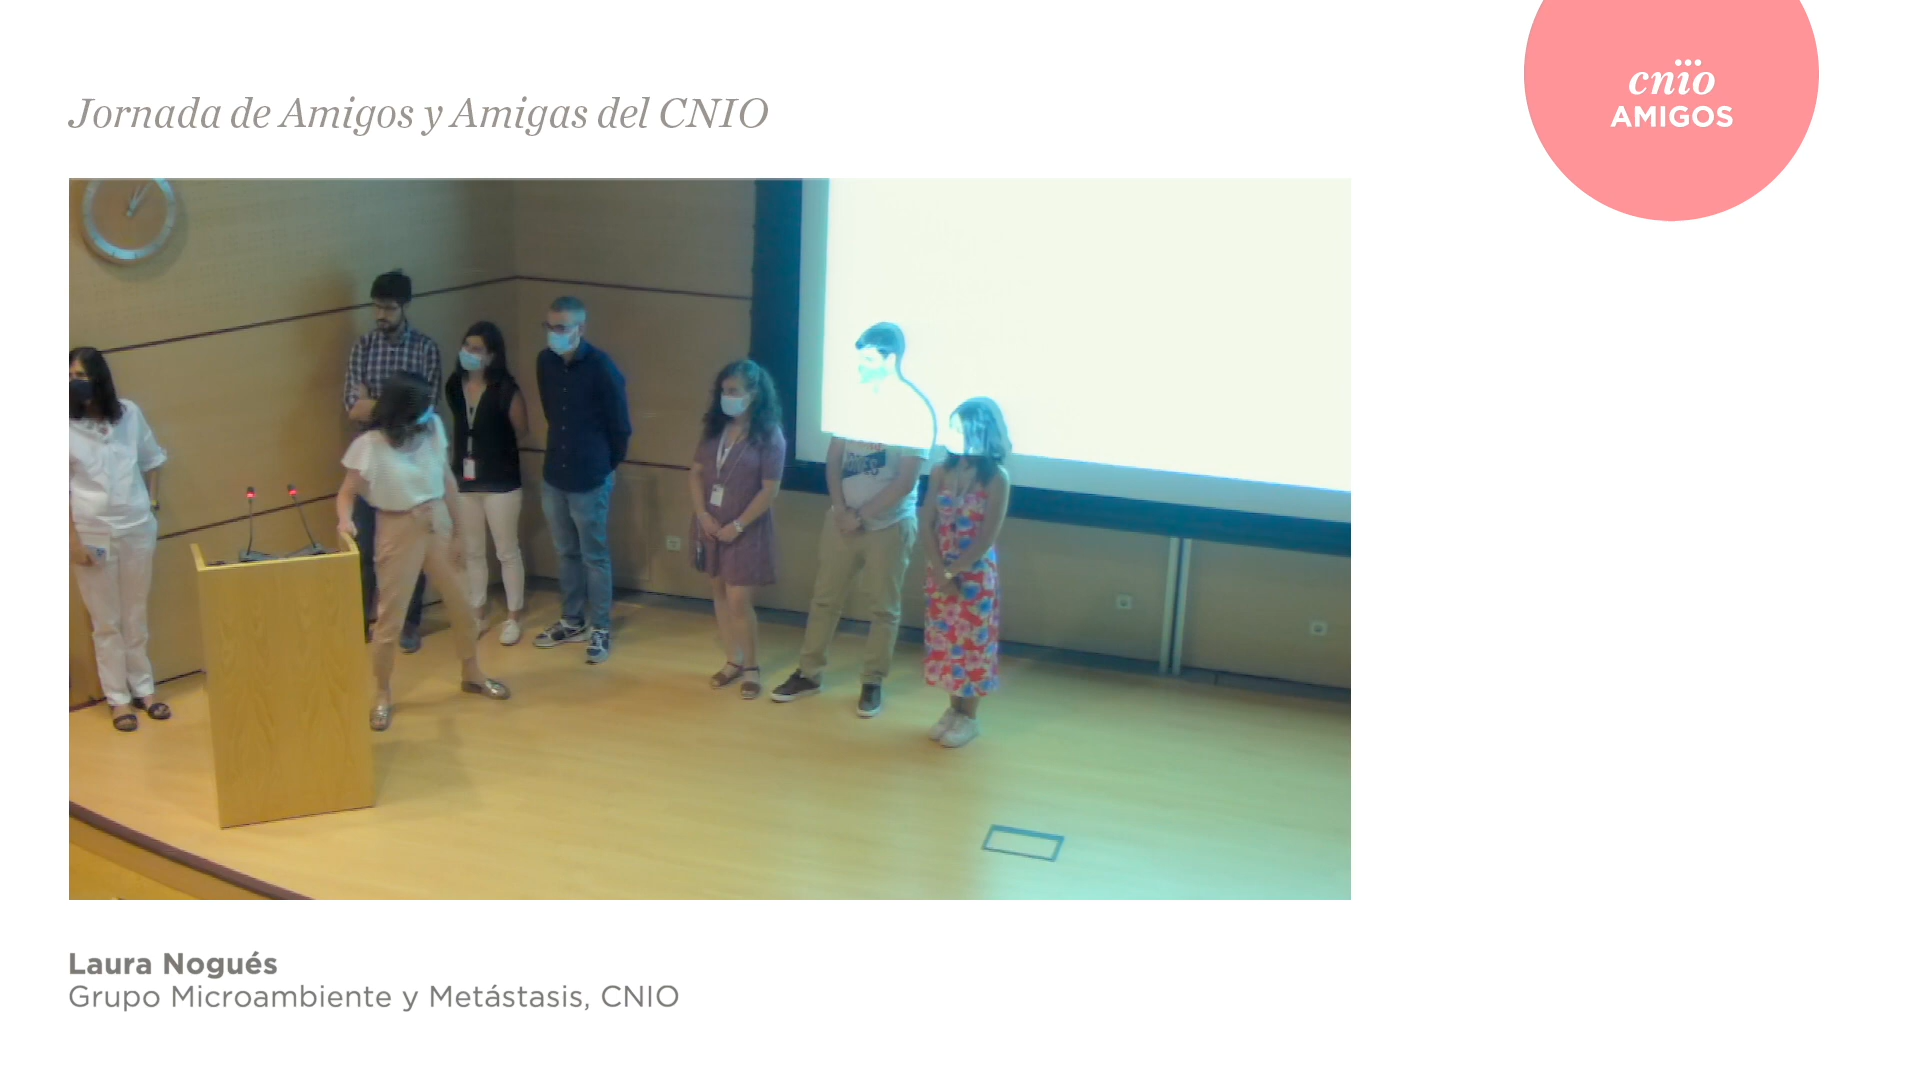 Jornada de Amigos y Amigas del CNIO
cnio
AMIGOS
Laura Nogués
Grupo Microambiente y Metástasis, CNIO